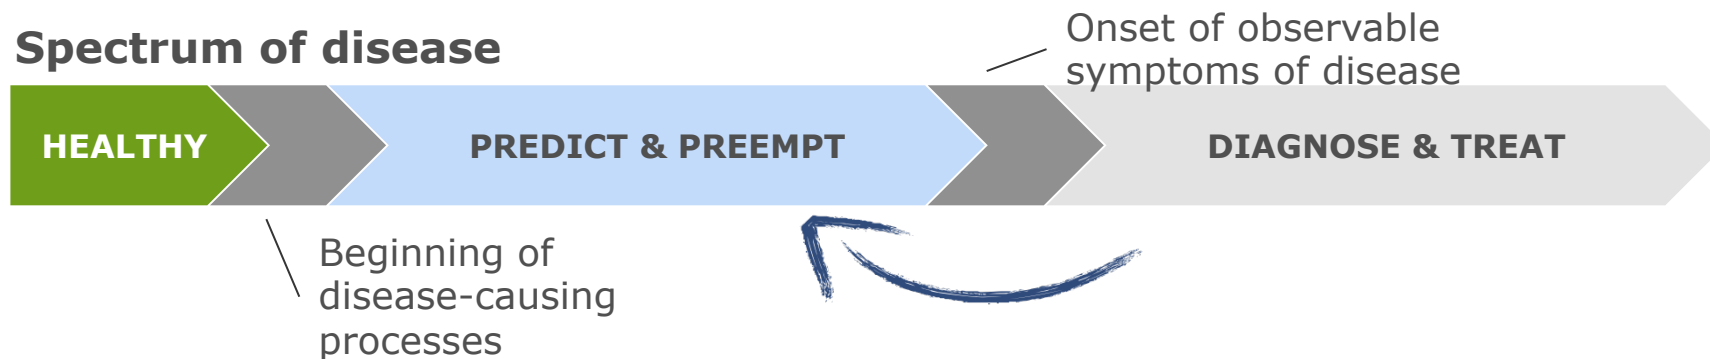 Spectrum of disease
Onset of observable
symptoms of disease
HEALTHY
PREDICT & PREEMPT
DIAGNOSE & TREAT
Beginning of
disease-causing
processes